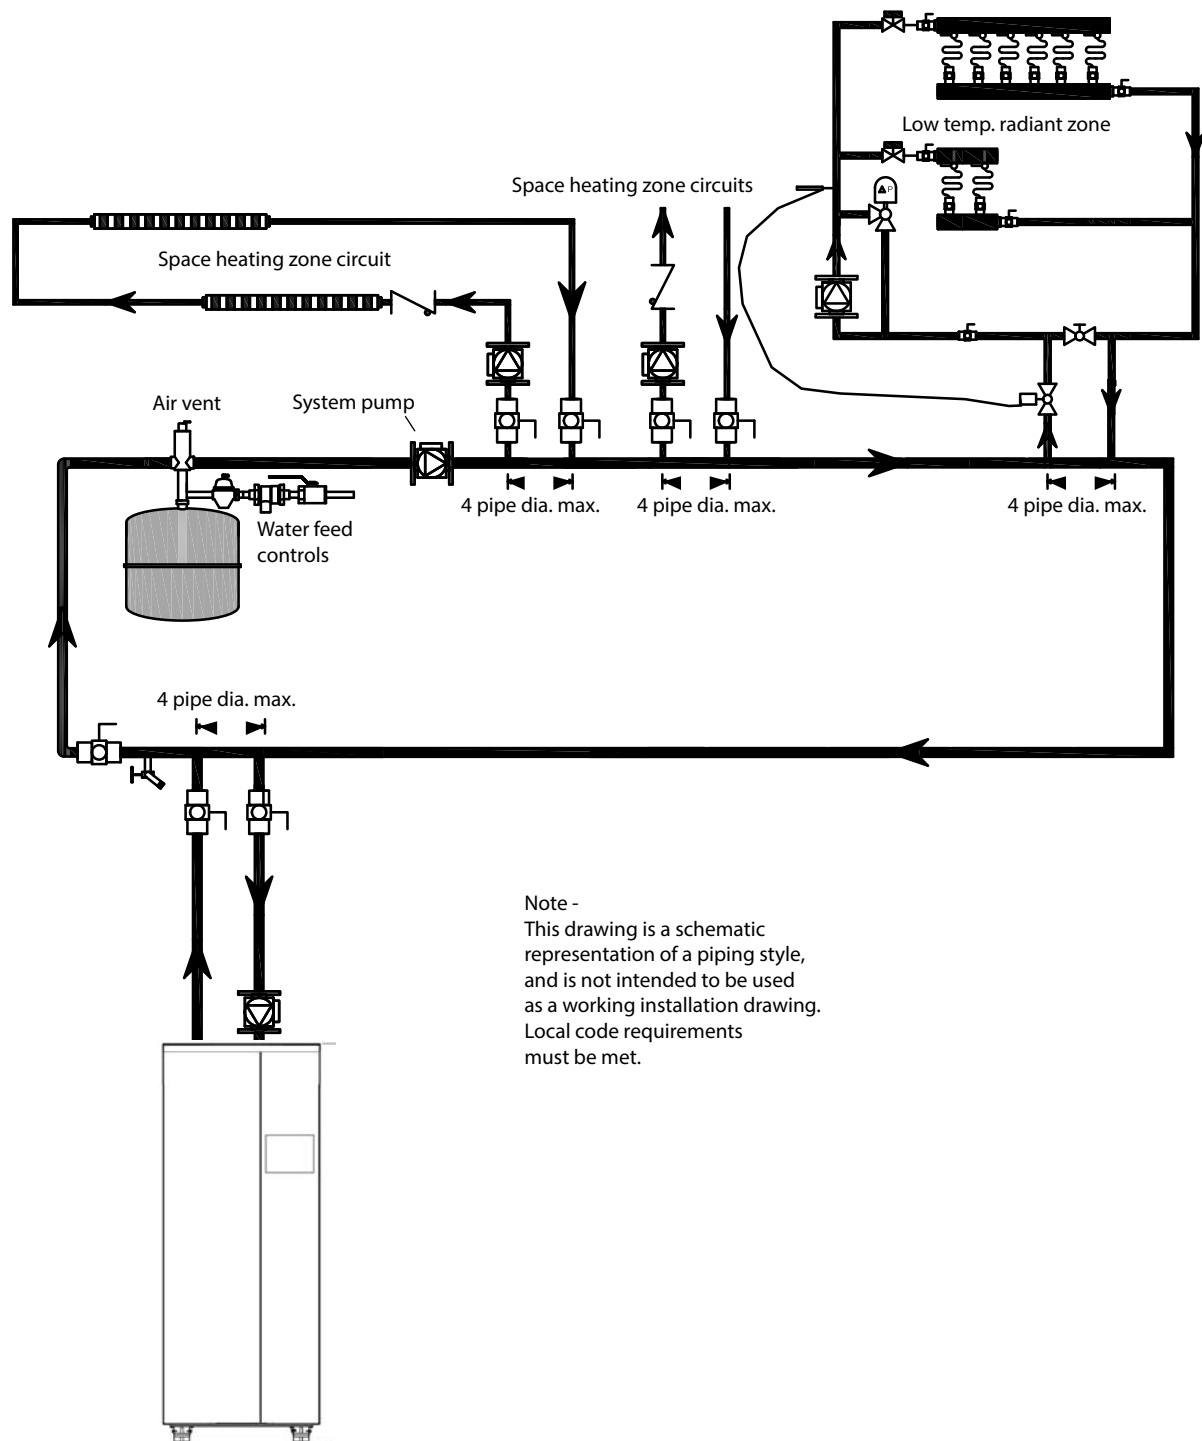 Low temp. radiant zone
Space heating zone circuits
P
Space heating zone circuit
Air vent
System pump
4 pipe dia. max.
4 pipe dia. max.
4 pipe dia. max.
Water feed
controls
4 pipe dia. max.
Note -
This drawing is a schematic
representation of a piping style,
and is not intended to be used
as a working installation drawing.
Local code requirements
must be met.